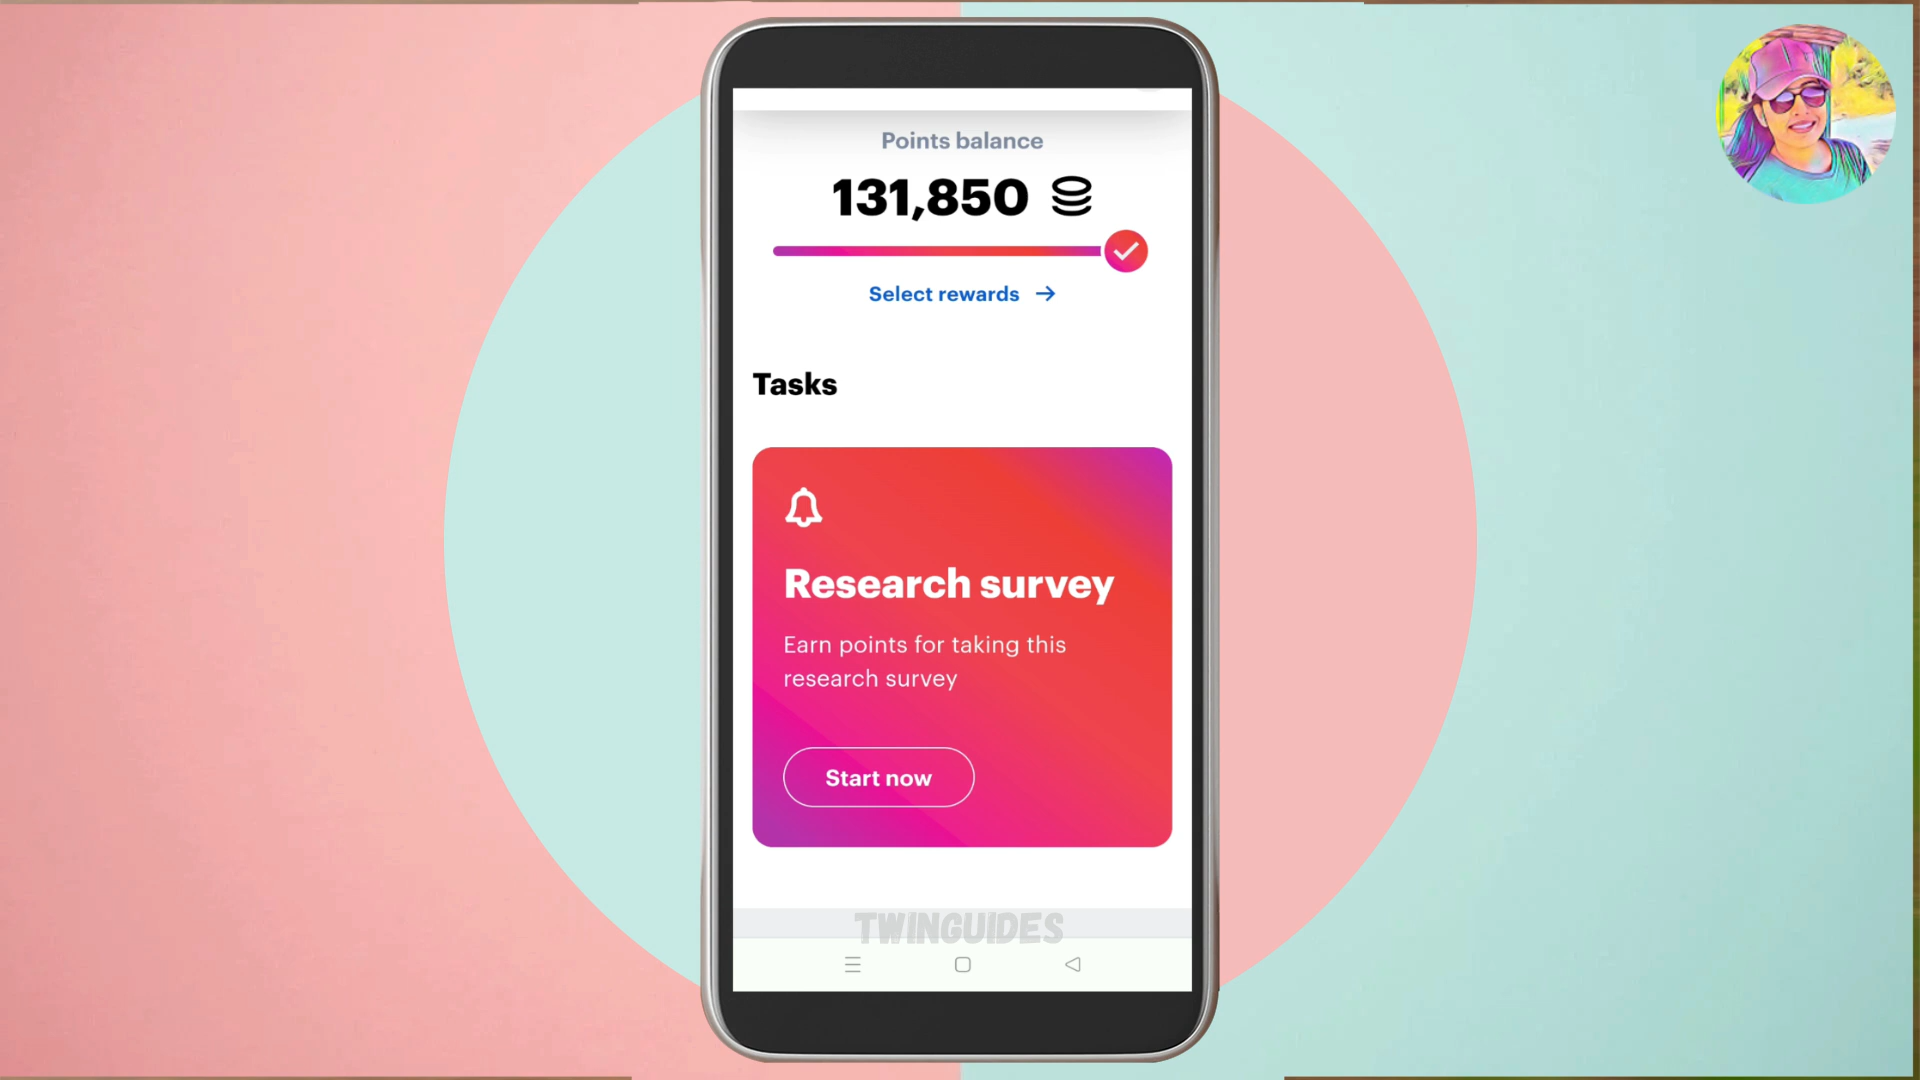 Points balance
131,850
Select rewards
Tasks
Research survey
Earn points for taking this
research survey
Start now
TWINGUIDES